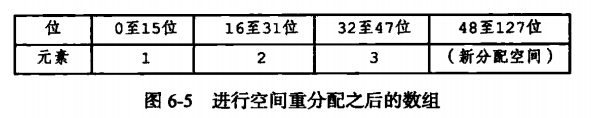 位 0至15位 16至31位 32至47位 48至127位
元素 1 2 3 (新分配空间)
图 6-5 进行空间重分配之后的数组